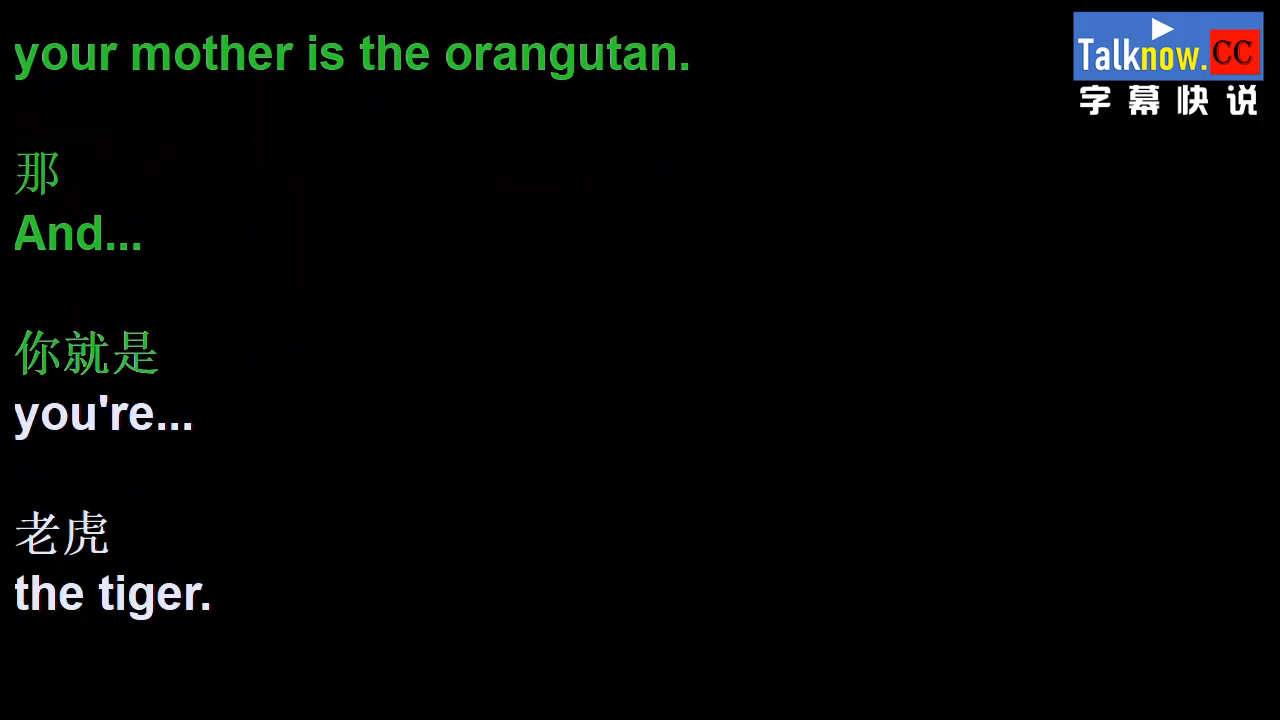 your mother is the orangutan.
Talknow.CC
字幕快说
那
And...
你就是
you're...
老虎
the tiger.